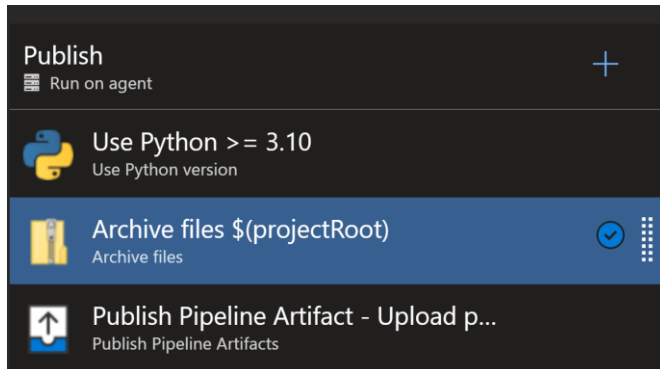 Publish
Run on agent
Use Python >= 3.10
Use Python version
Archive files $(projectRoot)
Archive files
Publish Pipeline Artifact - Upload p...
Publish Pipeline Artifacts